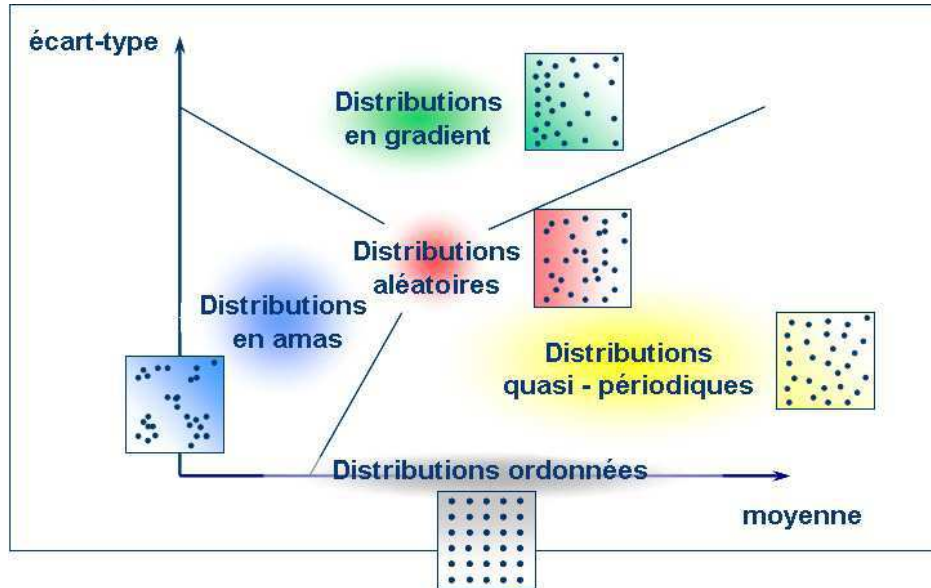 écart-type
Distributions
en gradient
Distributions
aléatoires
Distributions
en amas
Distributions
quasi - périodiques
Distributions ordonnées
moyenne